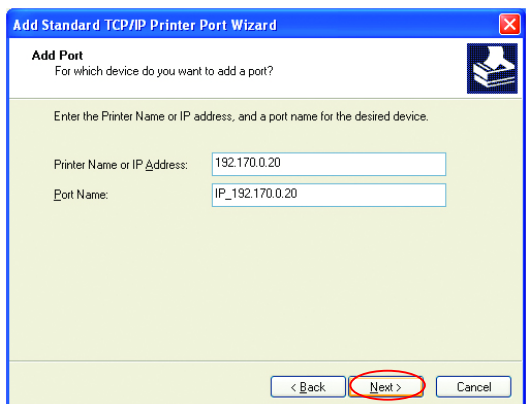 Add Standard TCP/IP Printer Port Wizard
Add Port
For which device do you want to add a port?
Enter the Printer Name or IP address, and a port name for the desired device.
Printer Name or IP Address: 192.170.0.20
Port Name: IP_192.170.0.20
< Back Next > Cancel